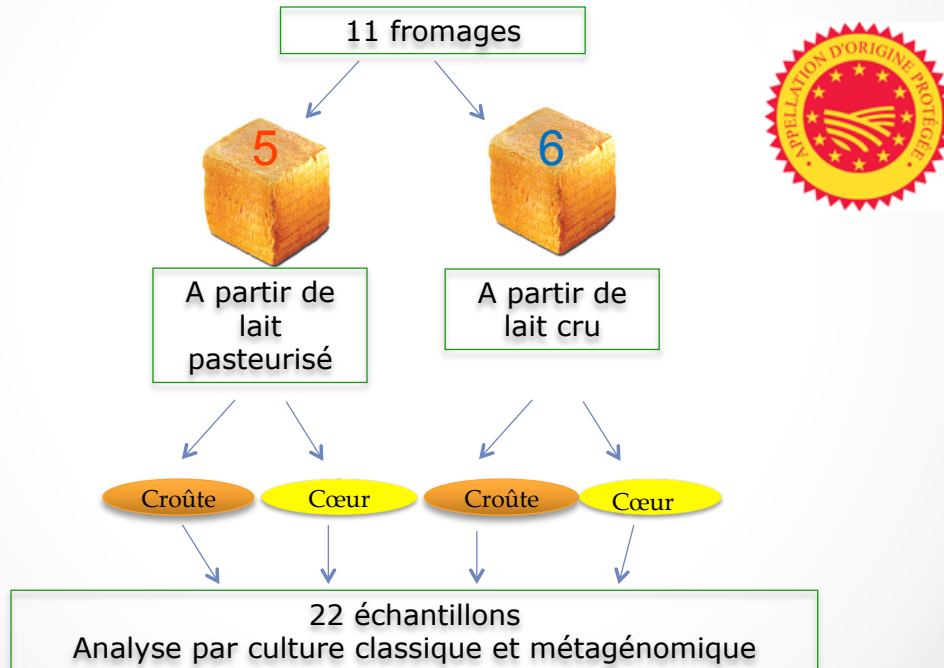 11 fromages
APPELLATION D'ORIGINE PROTÉGÉE
5
6
A partir de
lait
pasteurisé
A partir de
lait cru
Croûte
Cœur
Croûte
Cœur
22 échantillons
Analyse par culture classique et métagénomique